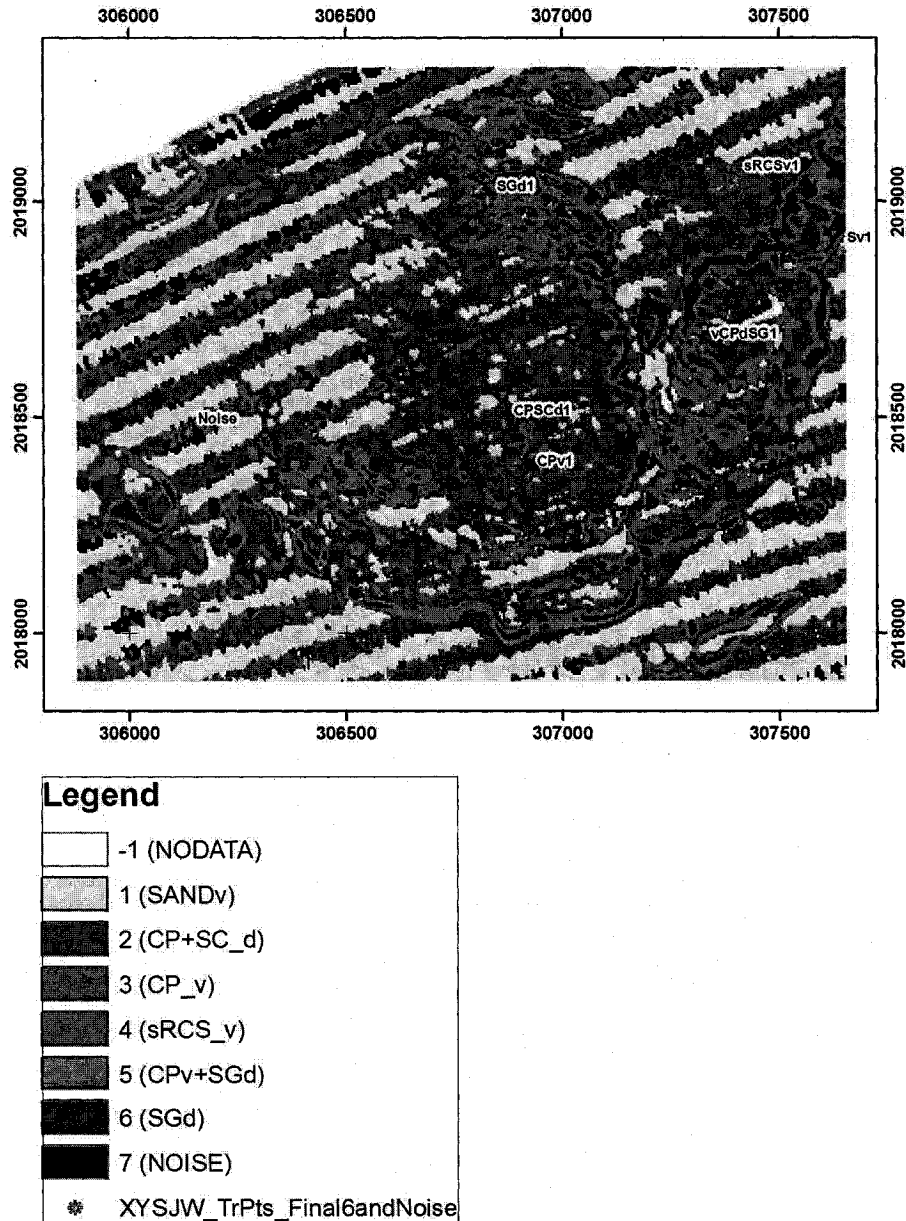 306000 306500 307000 307500
2019000 2019000
2018500 2018500
2018000 2018000
sRCSv1
SGd1
Sv1
vCPdSG1
CPSCd1
Noise
CPv1
306000 306500 307000 307500
Legend
-1 (NODATA)
1 (SANDv)
2 (CP+SC_d)
3 (CP_v)
4 (sRCS_v)
5 (CPv+SGd)
6 (SGd)
7 (NOISE)
XYSJW_TrPts_Final6andNoise